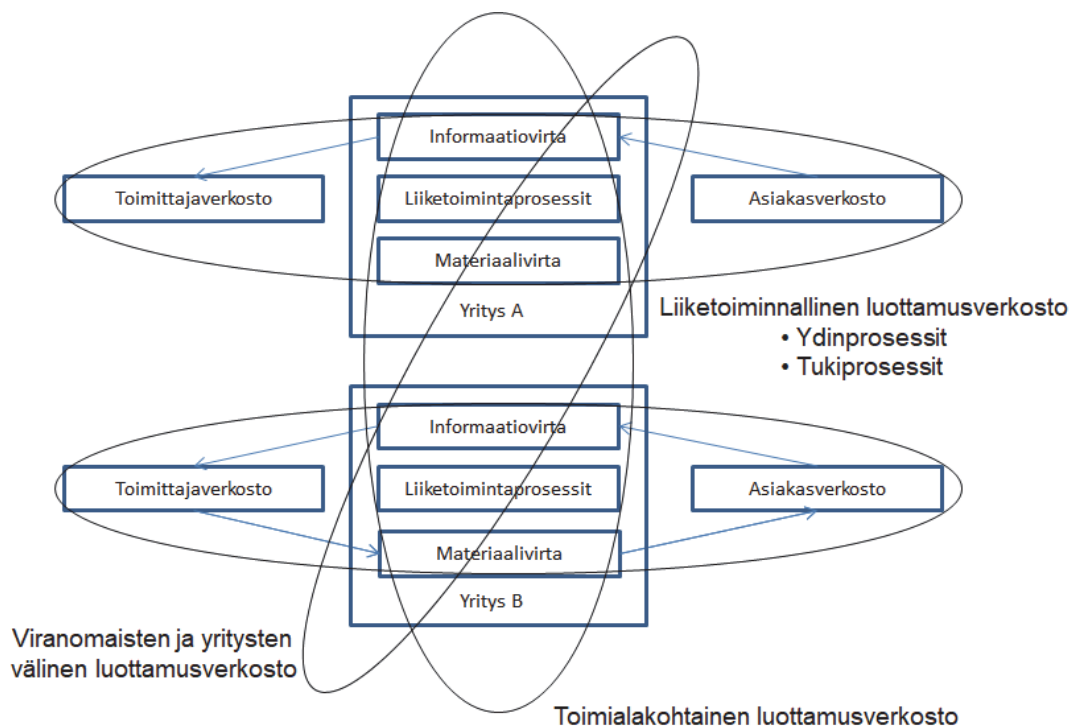 Informaatiovirta
Toimittajaverkosto
Liiketoimintaprosessit
Asiakasverkosto
Materiaalivirta
Yritys A
Liiketoiminnallinen luottamusverkosto
• Ydinprosessit
• Tukiprosessit
Informaatiovirta
Toimittajaverkosto
Liiketoimintaprosessit
Asiakasverkosto
Materiaalivirta
Yritys B
Viranomaisten ja yritysten
välinen luottamusverkosto
Toimialakohtainen luottamusverkosto